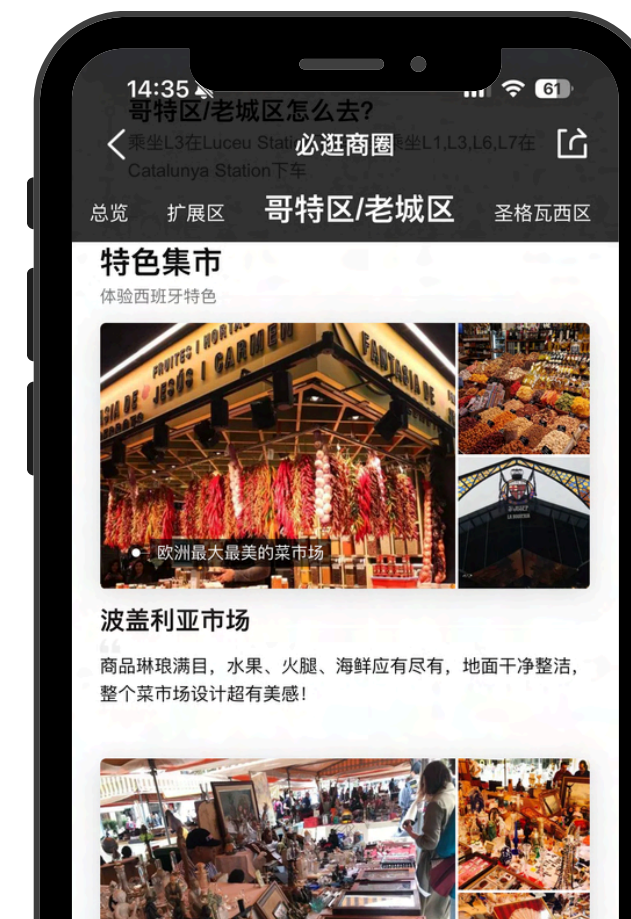 14:35
61
哥特区/老城区怎么去?
乘坐L3在Luceu Stati 乘坐L1,L3,L6,L7在
Catalunya Station下车
必逛商圈
总览 扩展区 哥特区/老城区 圣格瓦西区
特色集市
体验西班牙特色
FRUITES I HORTA
JESÚS I CARMEN
FANTASIA DE
欧洲最大最美的菜市场
波盖利亚市场
商品琳琅满目，水果、火腿、海鲜应有尽有，地面干净整洁，
整个菜市场设计超有美感！